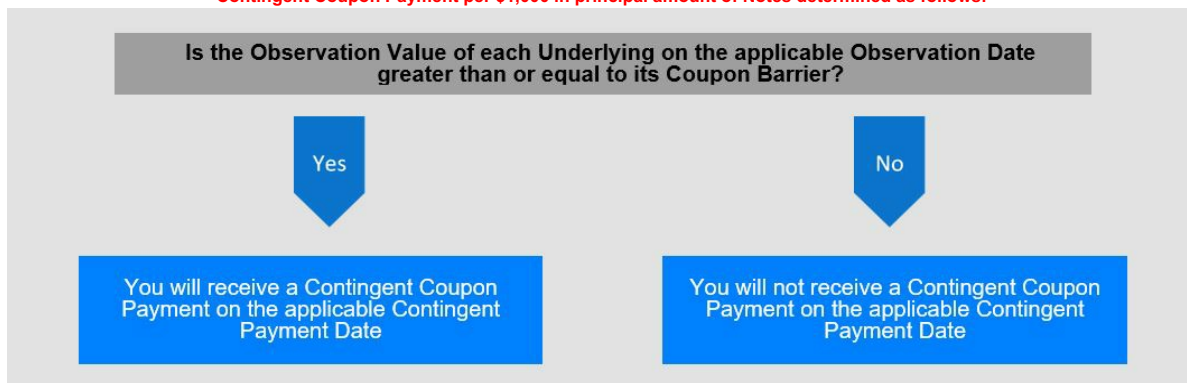 Contingent Coupon Payment per $1,000 in principal amount of Notes determined as follows:
Is the Observation Value of each Underlying on the applicable Observation Date
greater than or equal to its Coupon Barrier?
Yes
No
You will receive a Contingent Coupon
Payment on the applicable Contingent
Payment Date
You will not receive a Contingent Coupon
Payment on the applicable Contingent
Payment Date